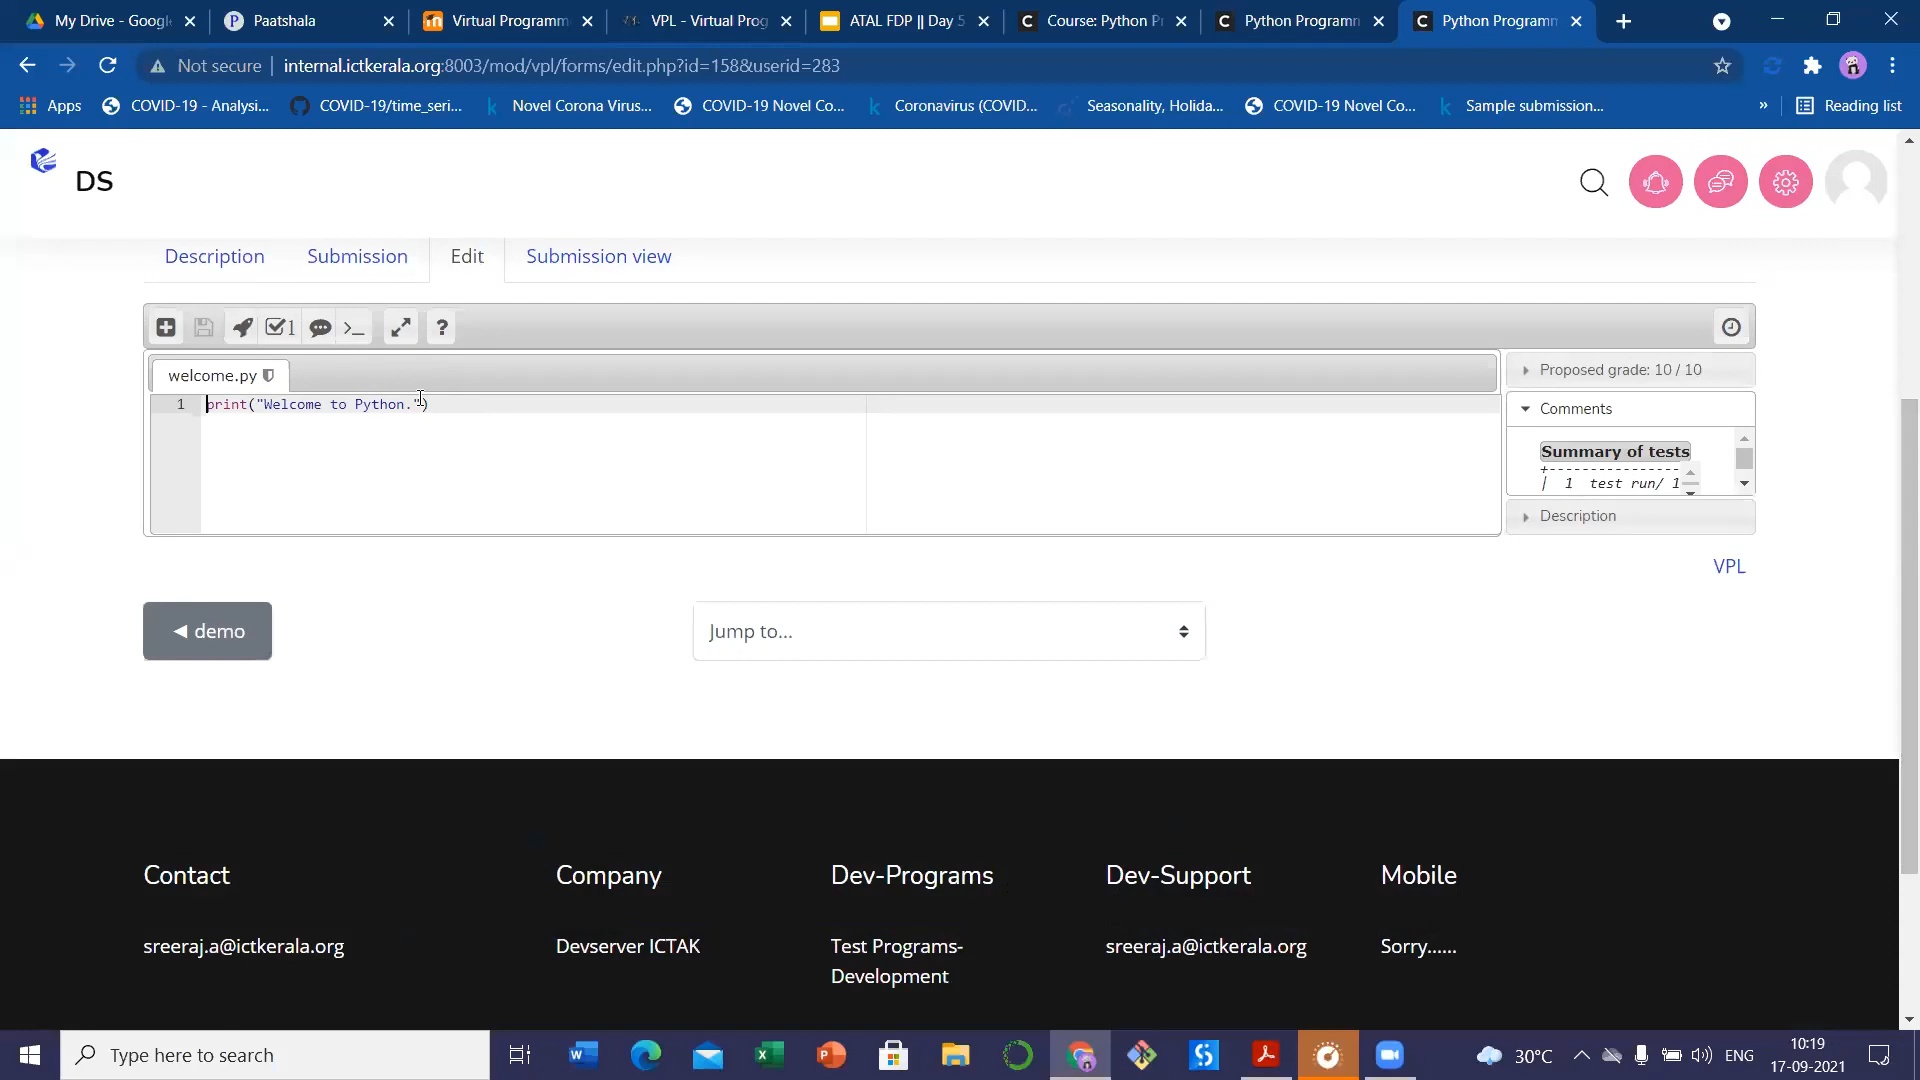 My Drive - Googl
Paatshala
Virtual Programm
VPL - Virtual Prog
ATAL FDP || Day 5
Course: Python Pr
Python Programm
Python Programm
Not secure
internal.ictkerala.org:8003/mod/vpl/forms/edit.php?id=158&userid=283
Apps
COVID-19 - Analysi...
COVID-19/time_seri...
Novel Corona Virus...
COVID-19 Novel Co...
Coronavirus (COVID...
Seasonality, Holida...
COVID-19 Novel Co...
Sample submission...
»
Reading list
DS
Description
Submission
Edit
Submission view
1
?
welcome.py
Proposed grade: 10 / 10
1
print("Welcome to Python.")
Comments
Summary of tests
+----------------
| 1 test run/ 1
Description
VPL
◄ demo
Jump to...
Contact
Company
Dev-Programs
Dev-Support
Mobile
sreeraj.a@ictkerala.org
Devserver ICTAK
Test Programs-
Development
sreeraj.a@ictkerala.org
Sorry......
Type here to search
30°C
ENG
10:19
17-09-2021